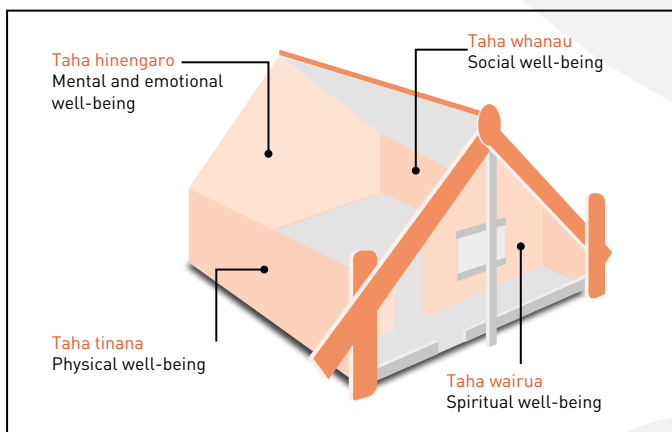 Taha hinengaro
Mental and emotional
well-being
Taha whanau
Social well-being
Taha tinana
Physical well-being
Taha wairua
Spiritual well-being